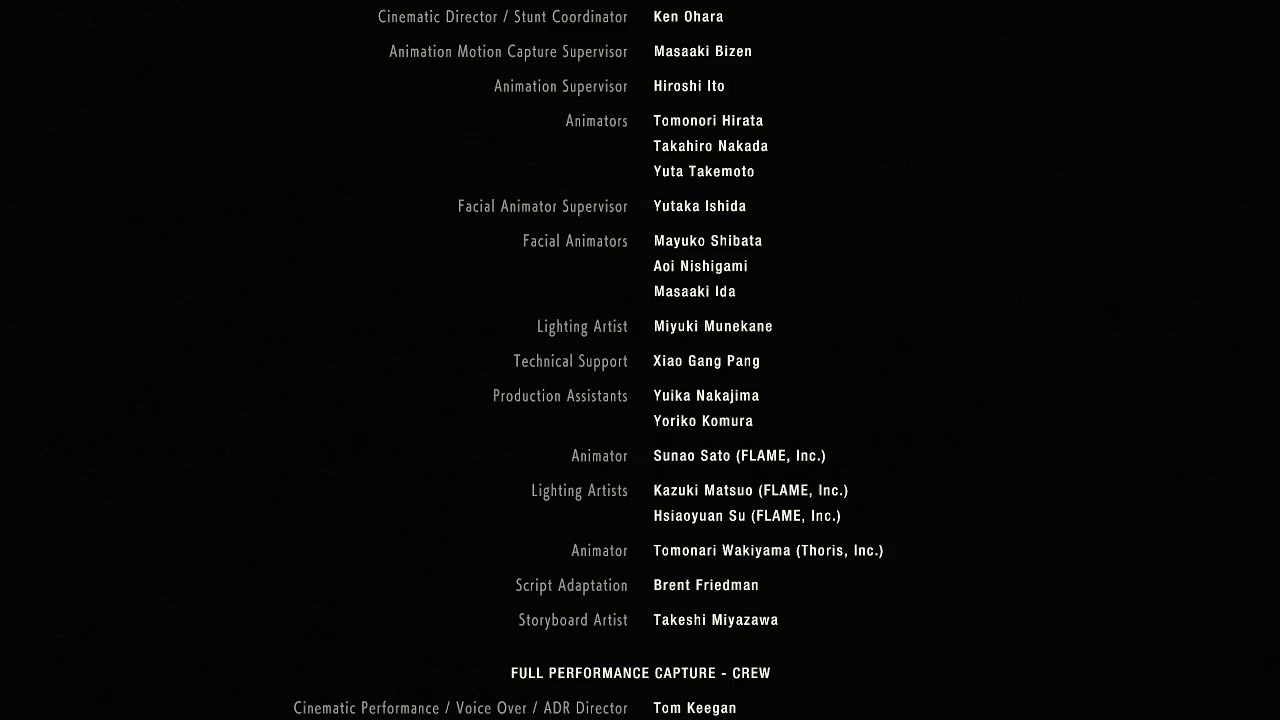 Cinematic Director / Stunt Coordinator Ken Ohara
Animation Motion Capture Supervisor Masaaki Bizen
Animation Supervisor Hiroshi Ito
Animators Tomonori Hirata
Takahiro Nakada
Yuta Takemoto
Facial Animator Supervisor Yutaka Ishida
Facial Animators Mayuko Shibata
Aoi Nishigami
Masaaki Ida
Lighting Artist Miyuki Munekane
Technical Support Xiao Gang Pang
Production Assistants Yuika Nakajima
Yoriko Komura
Animator Sunao Sato (FLAME, Inc.)
Lighting Artists Kazuki Matsuo (FLAME, Inc.)
Hsiaoyuan Su (FLAME, Inc.)
Animator Tomonari Wakiyama (Thoris, Inc.)
Script Adaptation Brent Friedman
Storyboard Artist Takeshi Miyazawa
FULL PERFORMANCE CAPTURE - CREW
Cinematic Performance / Voice Over / ADR Director Tom Keegan